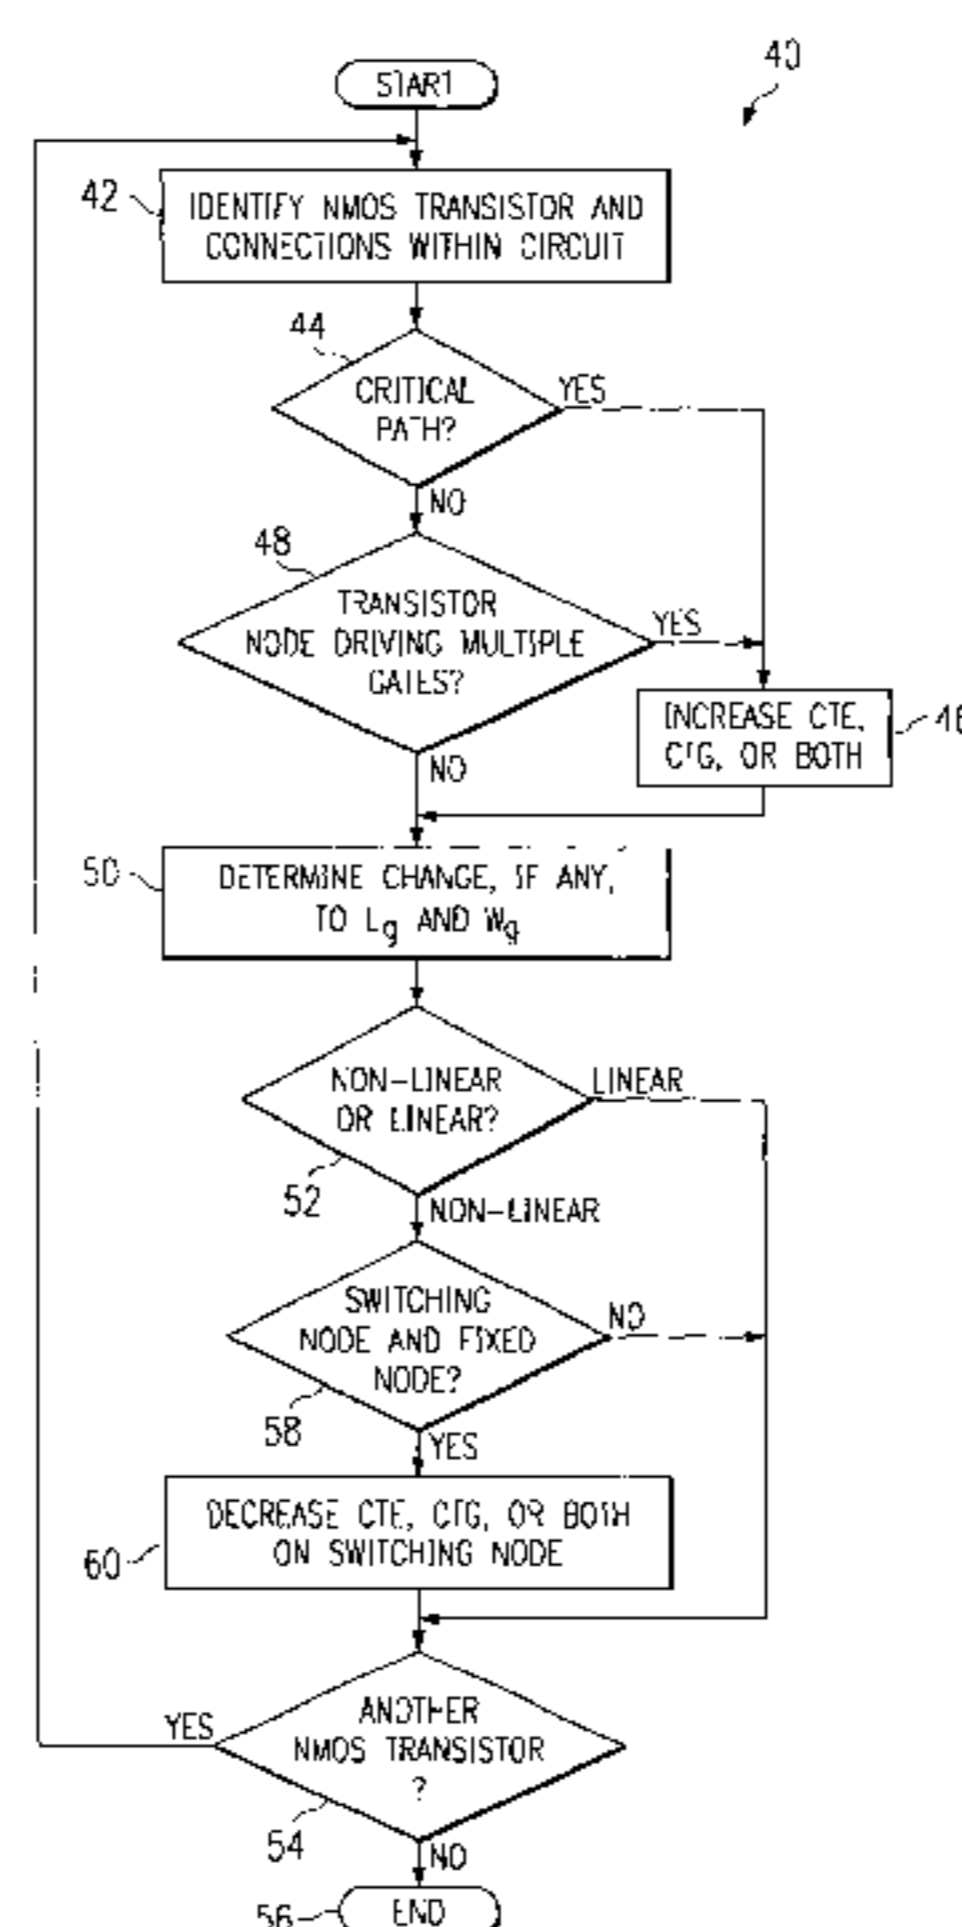 40
START
42
IDENTIFY NMOS TRANSISTOR AND
CONNECTIONS WITHIN CIRCUIT
44
CRITICAL
PATH?
YES
NO
48
TRANSISTOR
NODE DRIVING MULTIPLE
GATES?
YES
NO
INCREASE CTE,
CTG, OR BOTH
50
DETERMINE CHANGE, IF ANY,
TO Lg AND Wg
NON-LINEAR
OR LINEAR?
LINEAR
52
NON-LINEAR
SWITCHING
NODE AND FIXED
NODE?
NO
58
YES
DECREASE CTE, CTG, OR BOTH
ON SWITCHING NODE
60
ANOTHER
NMOS TRANSISTOR
?
YES
54
NO
56
END